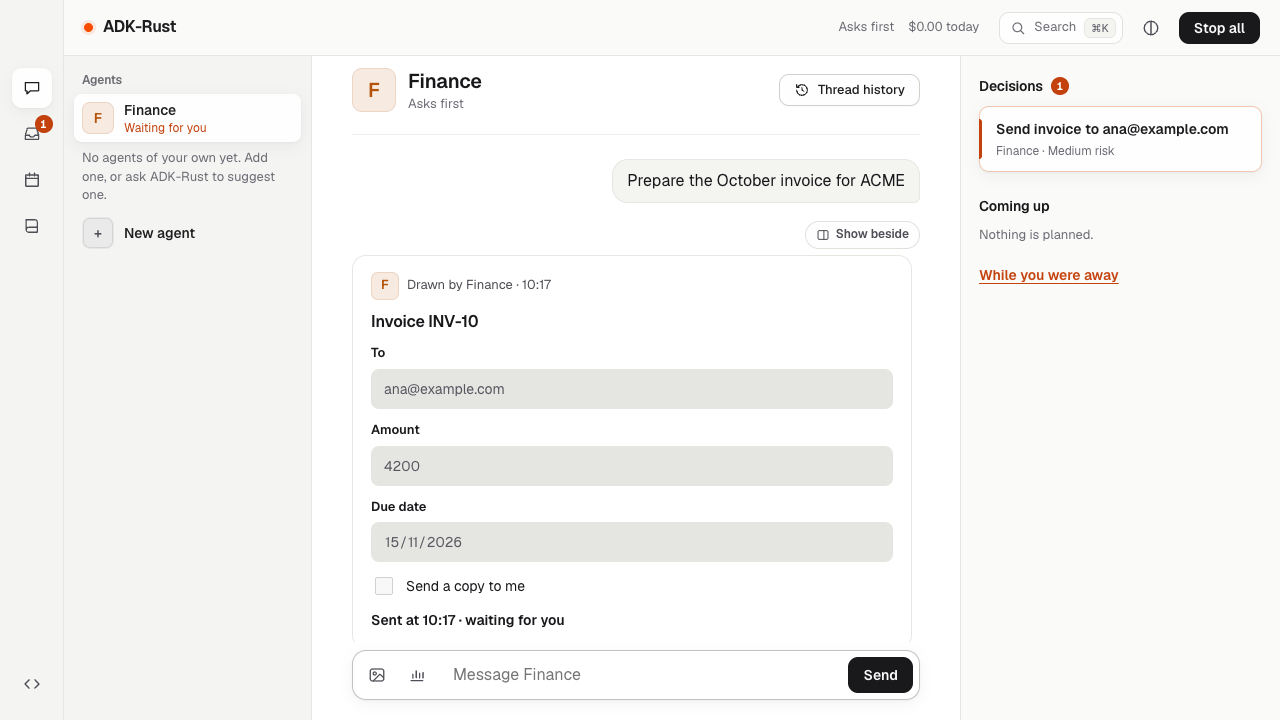 ADK-Rust
Asks first
$0.00 today
Search
⌘K
Stop all
1
Agents
F
Finance
Waiting for you
No agents of your own yet. Add
one, or ask ADK-Rust to suggest
one.
+
New agent
F
Finance
Asks first
Thread history
Prepare the October invoice for ACME
Show beside
F
Drawn by Finance · 10:17
Invoice INV-10
To
ana@example.com
Amount
4200
Due date
15/11/2026
Send a copy to me
Sent at 10:17 · waiting for you
Message Finance
Send
Decisions
1
Send invoice to ana@example.com
Finance · Medium risk
Coming up
Nothing is planned.
While you were away